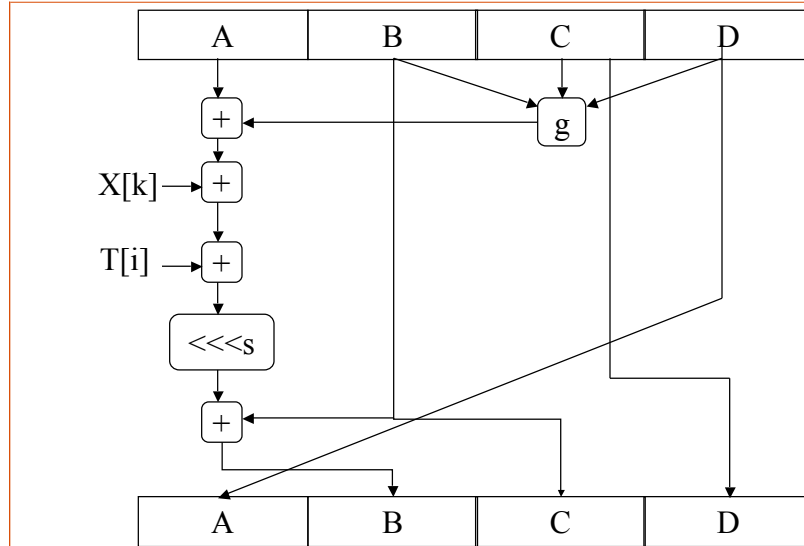 A B C D
+ g
X[k] +
T[i] +
<<<s
+
A B C D